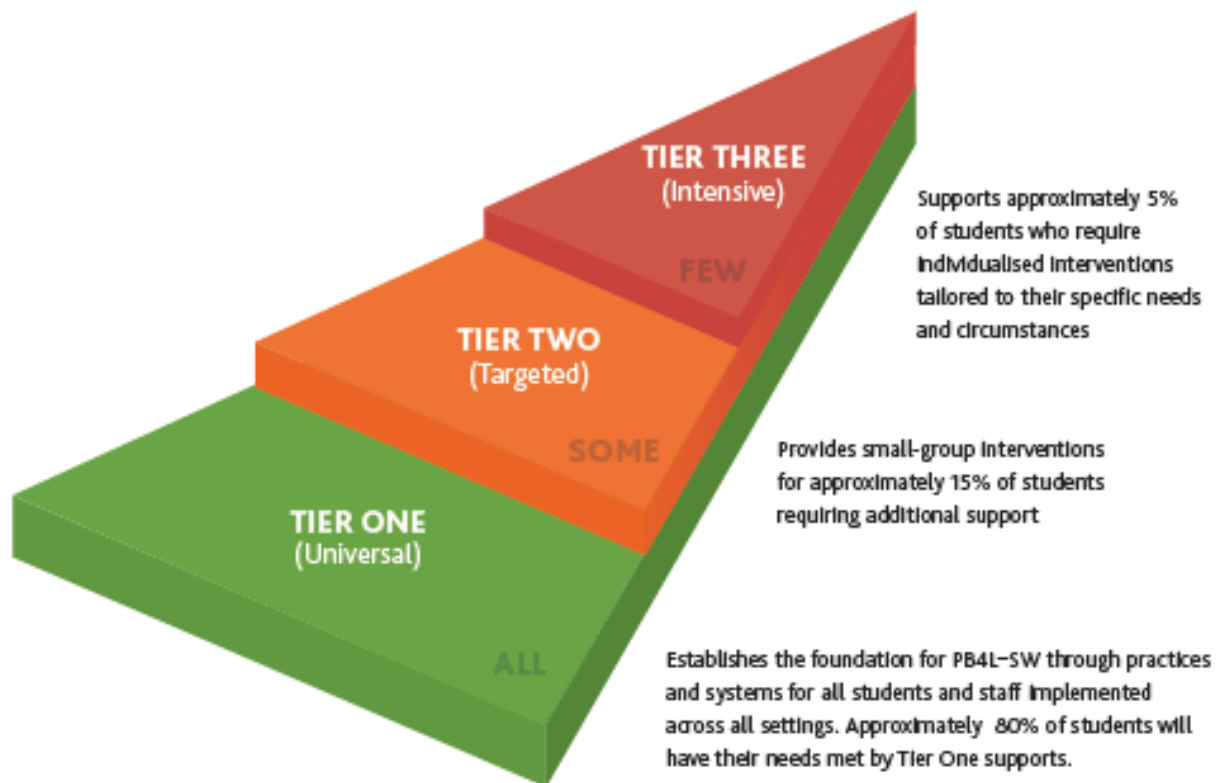 TIER THREE
(Intensive)
FEW
Supports approximately 5%
of students who require
individualised interventions
tailored to their specific needs
and circumstances
TIER TWO
(Targeted)
SOME
Provides small-group interventions
for approximately 15% of students
requiring additional support
TIER ONE
(Universal)
ALL
Establishes the foundation for PB4L–SW through practices
and systems for all students and staff implemented
across all settings. Approximately  80% of students will
have their needs met by Tier One supports.